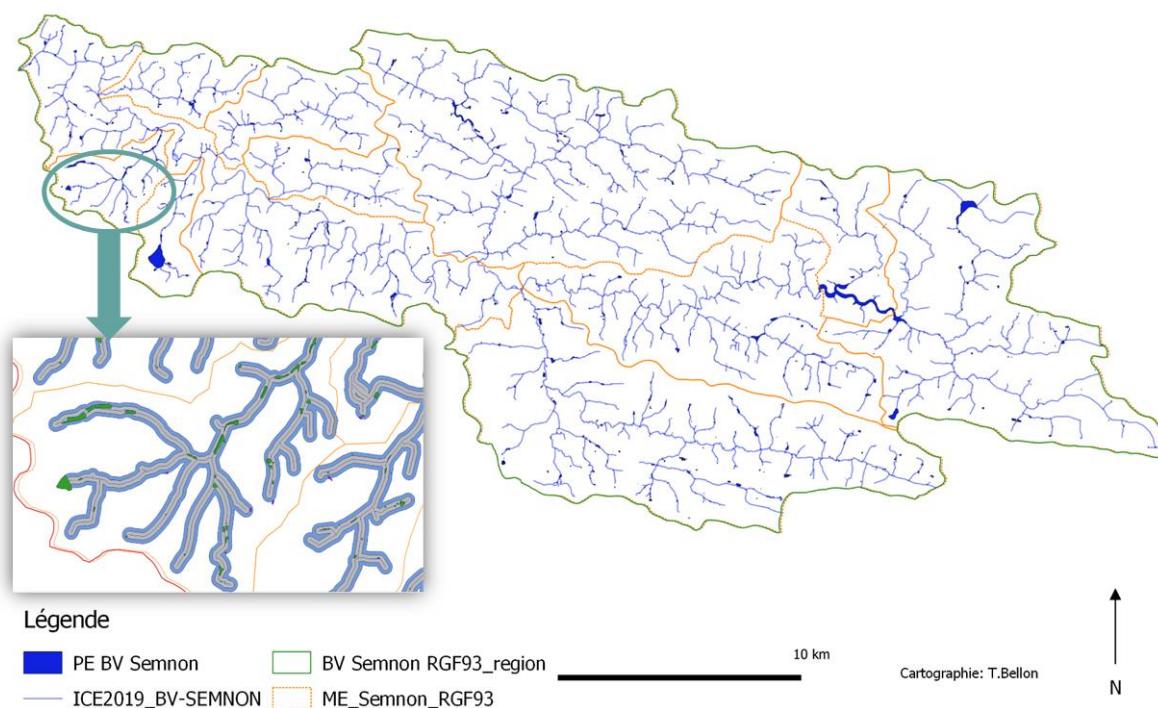 Légende
PE BV Semnon
BV Semnon RGF93_region
10 km
ICE2019_BV-SEMNON
ME_Semnon_RGF93
Cartographie: T.Bellon
N